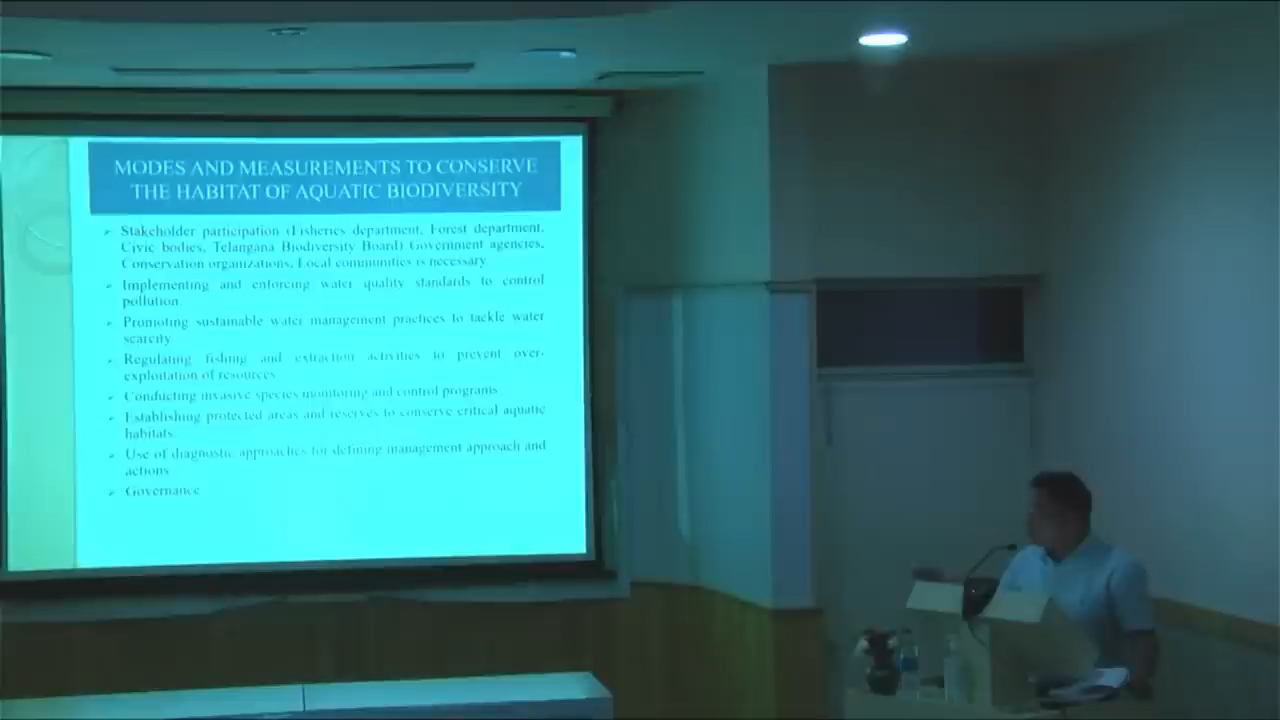 MODES AND MEASUREMENTS TO CONSERVE
THE HABITAT OF AQUATIC BIODIVERSITY
Stakeholder participation (Fisheries department, Forest department,
Civic bodies, Telangana Biodiversity Board) Government agencies,
Conservation organizations, Local communities is necessary.
Implementing and enforcing water quality standards to control
pollution.
Promoting sustainable water management practices to tackle water
scarcity.
Regulating fishing and extraction activities to prevent over-
exploitation of resources.
Conducting invasive species monitoring and control programs
Establishing protected areas and reserves to conserve critical aquatic
habitats.
Use of diagnostic approaches for defining management approach and
actions
Governance